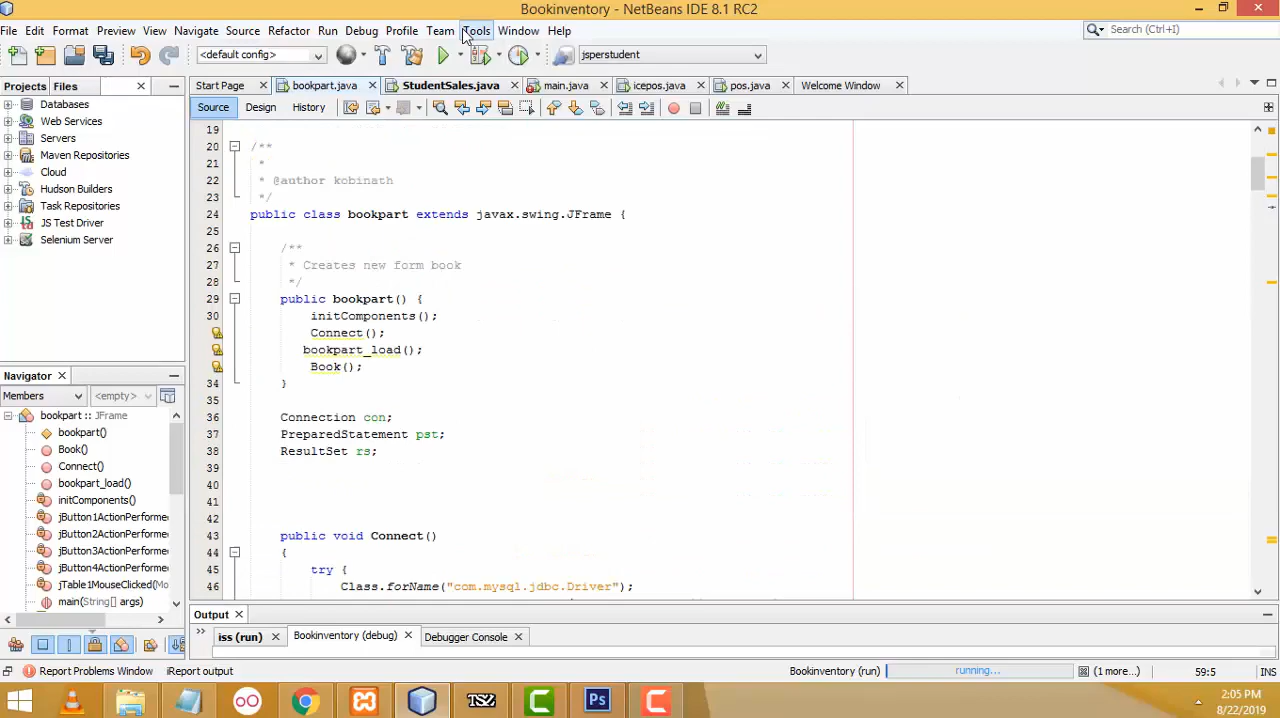 Bookinventory - NetBeans IDE 8.1 RC2
File Edit Format Preview View Navigate Source Refactor Run Debug Profile Team Tools Window Help
Search (Ctrl+I)
<default config>
jsperstudent
Projects Files
Start Page bookpart.java StudentSales.java main.java icepos.java pos.java Welcome Window
Source Design History
Databases
Web Services
Servers
Maven Repositories
Cloud
Hudson Builders
Task Repositories
JS Test Driver
Selenium Server
19
20 /**
21 *
22 * @author kobinath
23 */
24 public class bookpart extends javax.swing.JFrame {
25
26 /**
27 * Creates new form book
28 */
29 public bookpart() {
30 initComponents();
Connect();
bookpart_load();
Book();
34 }
35
36 Connection con;
37 PreparedStatement pst;
38 ResultSet rs;
39
40
41
42
43 public void Connect()
44 {
45 try {
46 Class.forName("com.mysql.jdbc.Driver");
Navigator
Members <empty>
bookpart :: JFrame
bookpart()
Book()
Connect()
bookpart_load()
initComponents()
jButton1ActionPerforme
jButton2ActionPerforme
jButton3ActionPerforme
jButton4ActionPerforme
jTable1MouseClicked(Mo
main(String[] args)
Output
iss (run) Bookinventory (debug) Debugger Console
Report Problems Window iReport output
Bookinventory (run) running... (1 more...) 59:5 INS
TSZ Ps
2:05 PM
8/22/2019